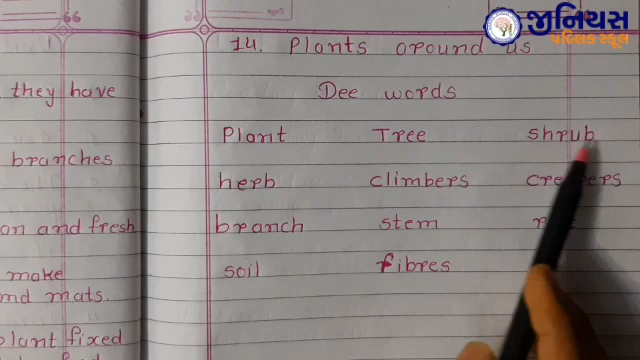 66
જીનિયસ
પબ્લિક સ્કૂલ
14. Plants around us
they have
Dee words
Plant Tree shrub
branches
herb climbers
branch stem
on and fresh
soil fibres
make
nd mats.
plant fixed